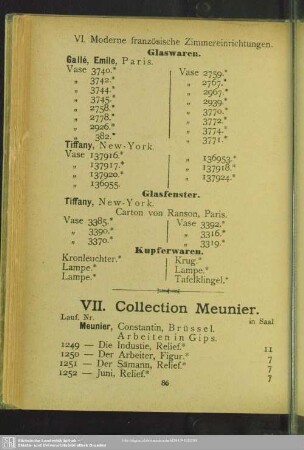 VI. Moderne französische Zimmereinrichtungen.
Glaswaren.
Gallé, Emile, Paris.
Vase 3740.*
„ 3742.*
„ 3744.*
„ 3745.*
„ 2758.*
„ 2778.*
„ 2926.*
„ 382.*
Vase 2759.*
„ 2767.*
„ 2967.*
„ 2939.*
„ 3770.*
„ 3772.*
„ 3774.*
„ 3771.*
Tiffany, New-York.
Vase 137916.*
„ 137917.*
„ 137920.*
„ 136955.
„ 136953.*
„ 137918.*
„ 137924.*
Glasfenster.
Tiffany, New-York.
Carton von Ranson, Paris.
Vase 3385.*
„ 3390.*
„ 3370.*
Vase 3392.*
„ 3316.*
„ 3319.*
Kupferwaren.
Kronleuchter.*
Lampe.*
Lampe.*
Krug.*
Lampe.*
Tafelklingel.*
VII. Collection Meunier.
Lauf. Nr. in Saal
Meunier, Constantin, Brüssel.
Arbeiten in Gips.
1249 — Die Industie, Relief.* 11
1250 — Der Arbeiter, Figur.* 7
1251 — Der Sämann, Relief.* 7
1252 — Juni, Relief.* 7
86